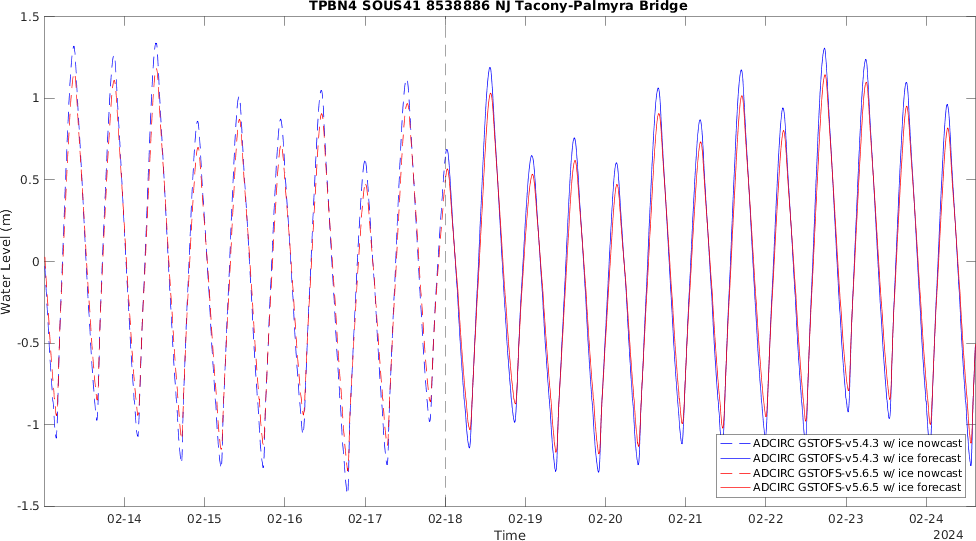 TPBN4 SOUS41 8538886 NJ Tacony-Palmyra Bridge
1.5
1
0.5
0
-0.5
-1
-1.5
Water Level (m)
02-14 02-15 02-16 02-17 02-18 02-19 02-20 02-21 02-22 02-23 02-24
Time
2024
ADCIRC GSTOFS-v5.4.3 w/ ice nowcast
ADCIRC GSTOFS-v5.4.3 w/ ice forecast
ADCIRC GSTOFS-v5.6.5 w/ ice nowcast
ADCIRC GSTOFS-v5.6.5 w/ ice forecast